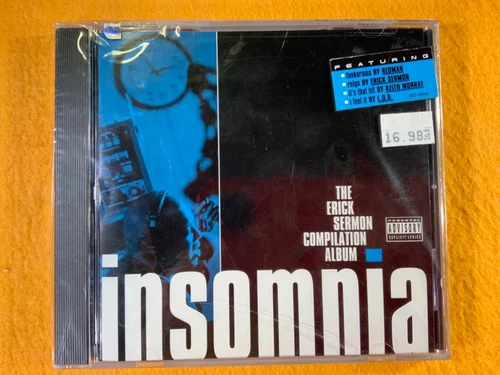 FEATURING
funkorama BY REDMAN
reign BY ERICK SERMON
it's that hit BY KEITH MURRAY
i feel it BY L.O.D.
16.98
THE
ERICK
SERMON
COMPILATION
ALBUM
PARENTAL
ADVISORY
EXPLICIT LYRICS
insomnia